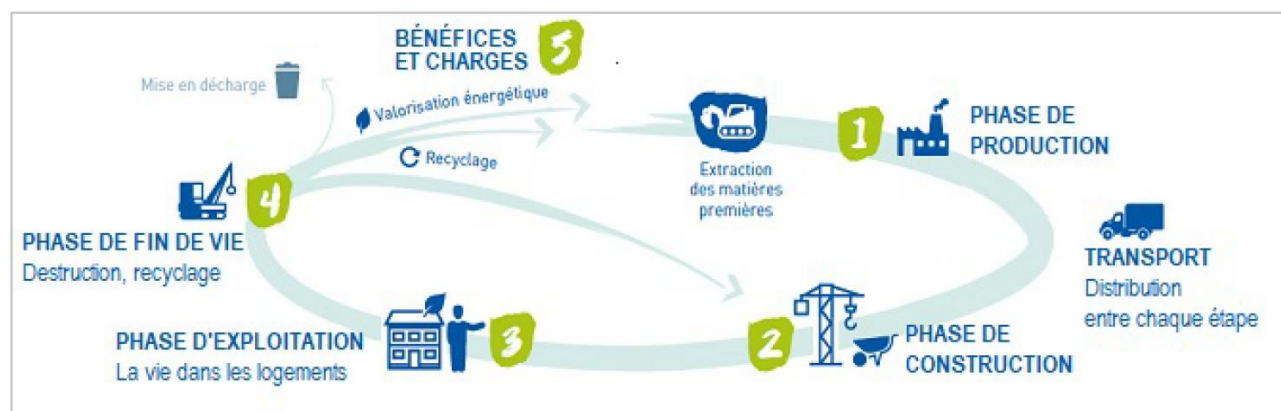 BÉNÉFICES
ET CHARGES
5
Mise en décharge
Valorisation énergétique
Recyclage
Extraction
des matières
premières
1
PHASE DE
PRODUCTION
TRANSPORT
Distribution
entre chaque étape
2
PHASE DE
CONSTRUCTION
3
PHASE D'EXPLOITATION
La vie dans les logements
4
PHASE DE FIN DE VIE
Destruction, recyclage